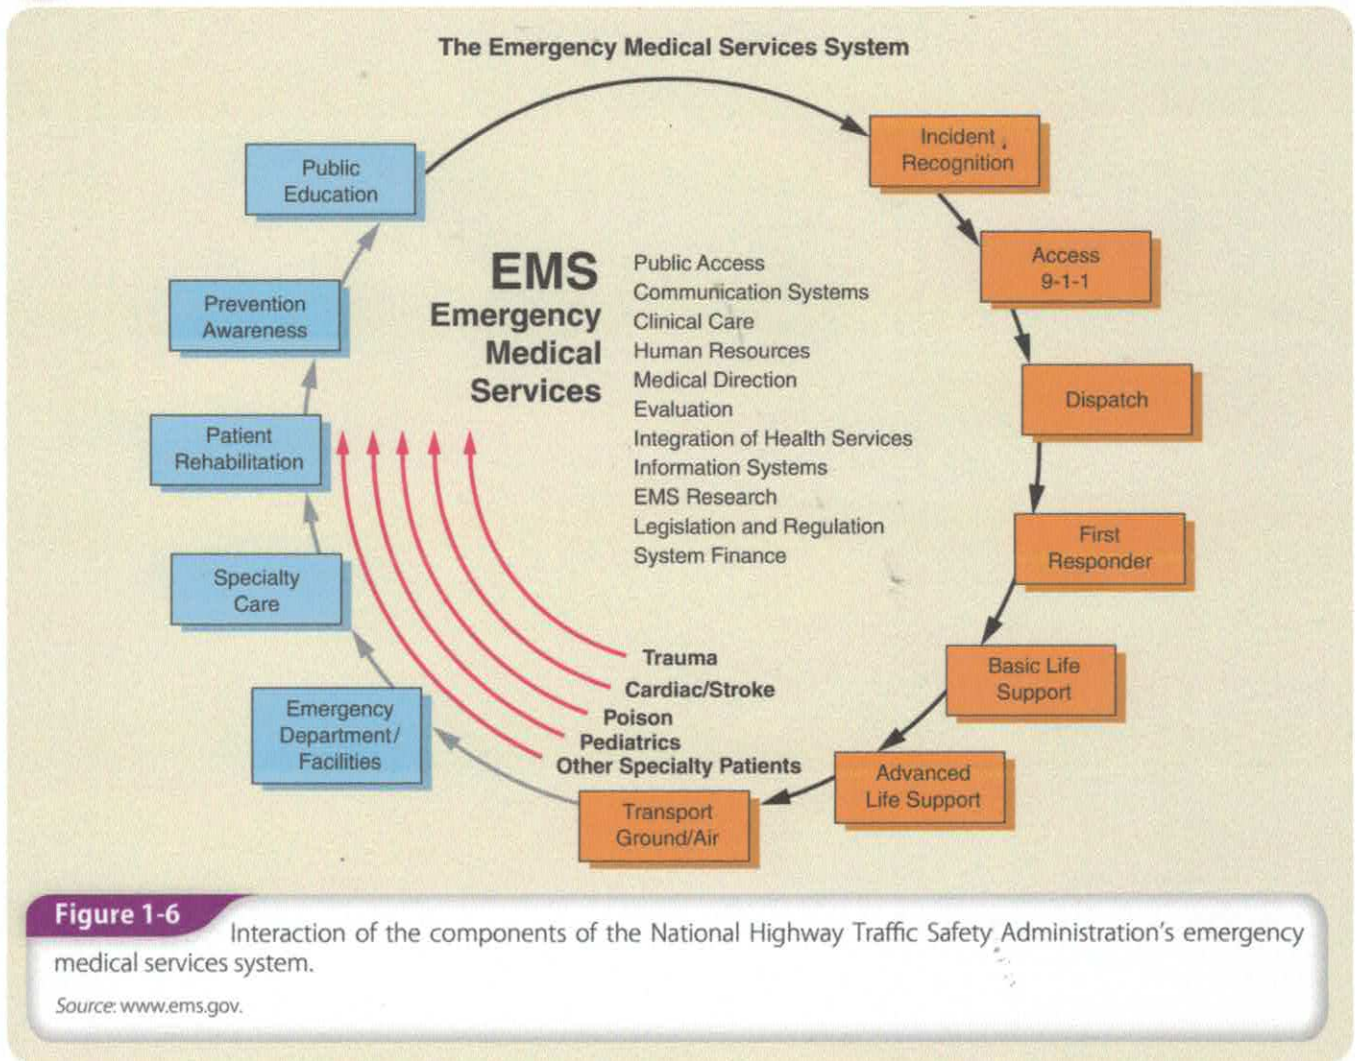 The Emergency Medical Services System
Public
Education
Incident
Recognition
Access
9-1-1
Prevention
Awareness
EMS
Emergency
Medical
Services
Public Access
Communication Systems
Clinical Care
Human Resources
Medical Direction
Evaluation
Integration of Health Services
Information Systems
EMS Research
Legislation and Regulation
System Finance
Dispatch
Patient
Rehabilitation
First
Responder
Specialty
Care
Basic Life
Support
Trauma
Cardiac/Stroke
Poison
Pediatrics
Other Specialty Patients
Emergency
Department/
Facilities
Advanced
Life Support
Transport
Ground/Air
Figure 1-6
Interaction of the components of the National Highway Traffic Safety Administration's emergency
medical services system.
Source: www.ems.gov.